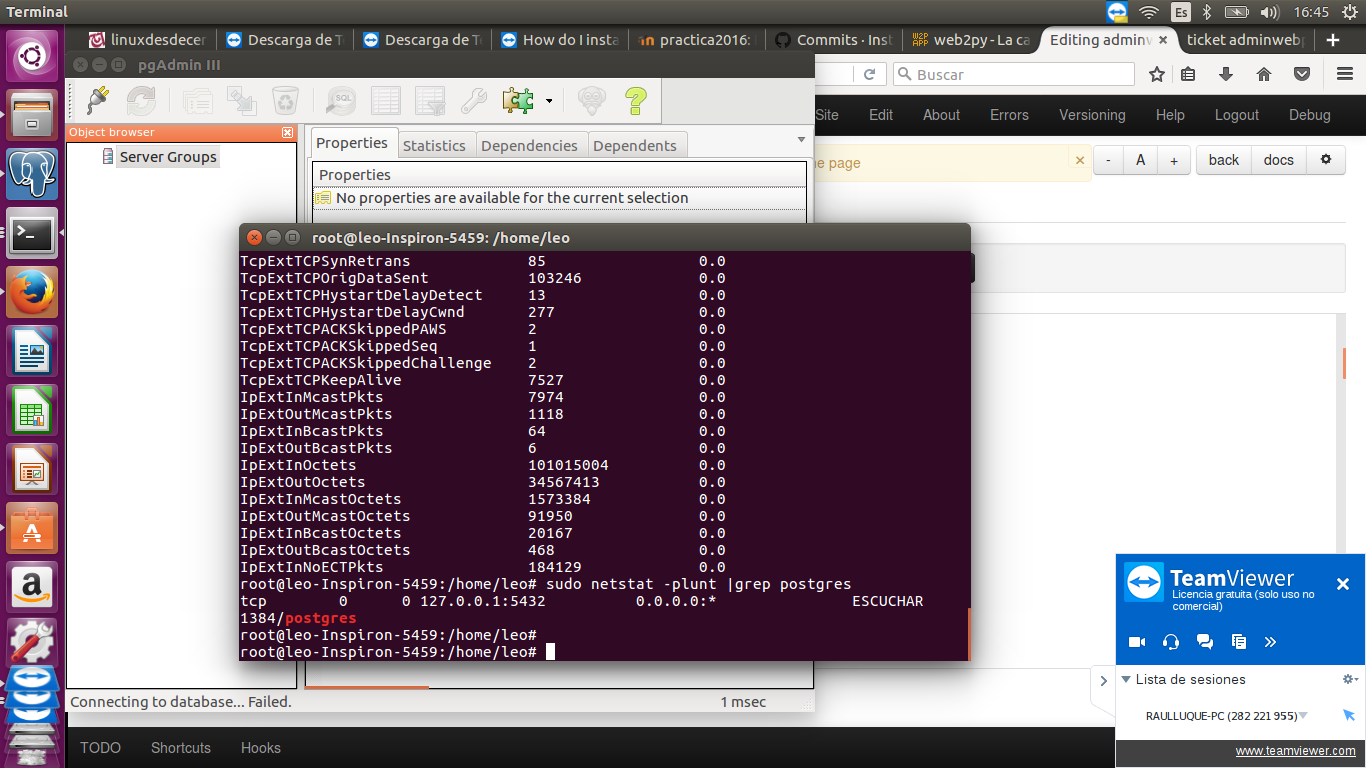 Terminal
Es
16:45
linuxdesdecer
Descarga de T
Descarga de Te
How do I insta
practica2016:
Commits · Inst
web2py - La ca
Editing adminw
ticket adminwebp
pgAdmin III
Buscar
Site Edit About Errors Versioning Help Logout Debug
SQL
Object browser
Server Groups
Properties Statistics Dependencies Dependents
Properties
No properties are available for the current selection
me page
- A + back docs
root@leo-Inspiron-5459: /home/leo
TcpExtTCPSynRetrans 85 0.0
TcpExtTCPOrigDataSent 103246 0.0
TcpExtTCPHystartDelayDetect 13 0.0
TcpExtTCPHystartDelayCwnd 277 0.0
TcpExtTCPACKSkippedPAWS 2 0.0
TcpExtTCPACKSkippedSeq 1 0.0
TcpExtTCPACKSkippedChallenge 2 0.0
TcpExtTCPKeepAlive 7527 0.0
IpExtInMcastPkts 7974 0.0
IpExtOutMcastPkts 1118 0.0
IpExtInBcastPkts 64 0.0
IpExtOutBcastPkts 6 0.0
IpExtInOctets 101015004 0.0
IpExtOutOctets 34567413 0.0
IpExtInMcastOctets 1573384 0.0
IpExtOutMcastOctets 91950 0.0
IpExtInBcastOctets 20167 0.0
IpExtOutBcastOctets 468 0.0
IpExtInNoECTPkts 184129 0.0
root@leo-Inspiron-5459:/home/leo# sudo netstat -plunt |grep postgres
tcp 0 0 127.0.0.1:5432 0.0.0.0:* ESCUCHAR
1384/postgres
root@leo-Inspiron-5459:/home/leo#
root@leo-Inspiron-5459:/home/leo#
Connecting to database... Failed.
1 msec
TODO Shortcuts Hooks
TeamViewer
Licencia gratuita (solo uso no
comercial)
Lista de sesiones
RAULLUQUE-PC (282 221 955)
www.teamviewer.com